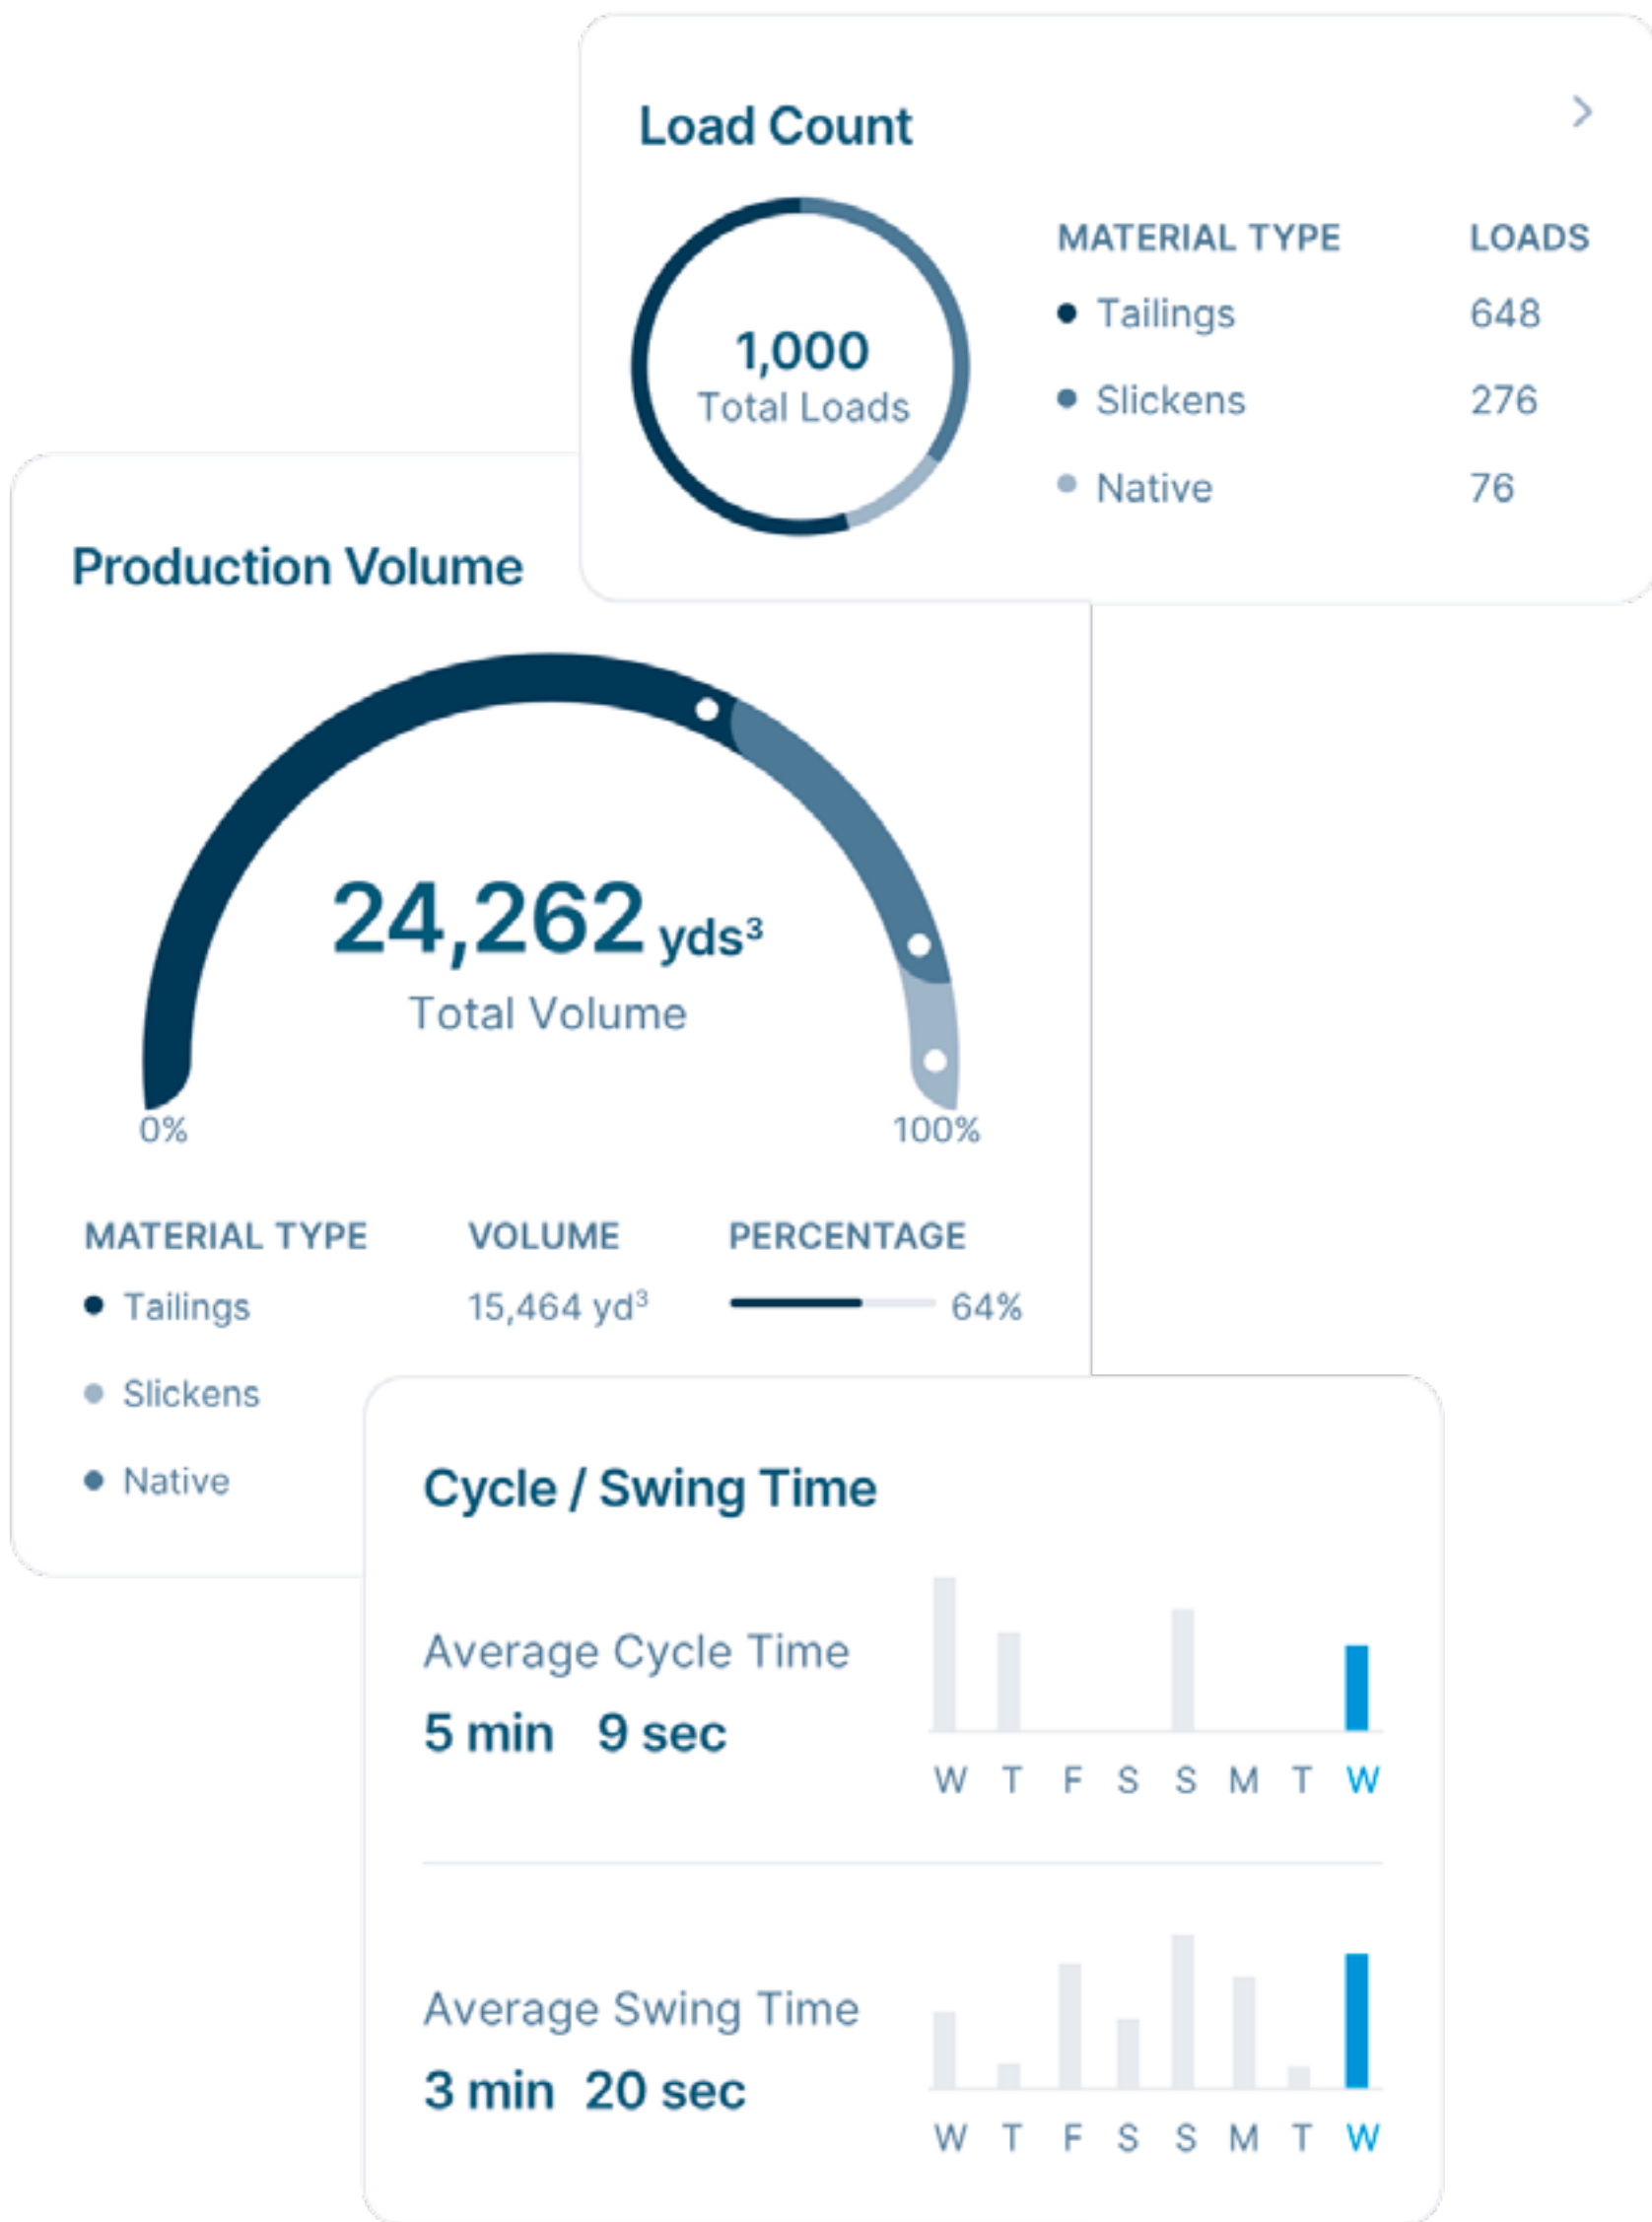 Load Count
MATERIAL TYPE LOADS
Tailings 648
Slickens 276
Native 76
1,000
Total Loads
Production Volume
24,262 yds³
Total Volume
0% 100%
MATERIAL TYPE VOLUME PERCENTAGE
Tailings 15,464 yd³ 64%
Slickens
Native
Cycle / Swing Time
Average Cycle Time
5 min 9 sec
W T F S S M T W
Average Swing Time
3 min 20 sec
W T F S S M T W